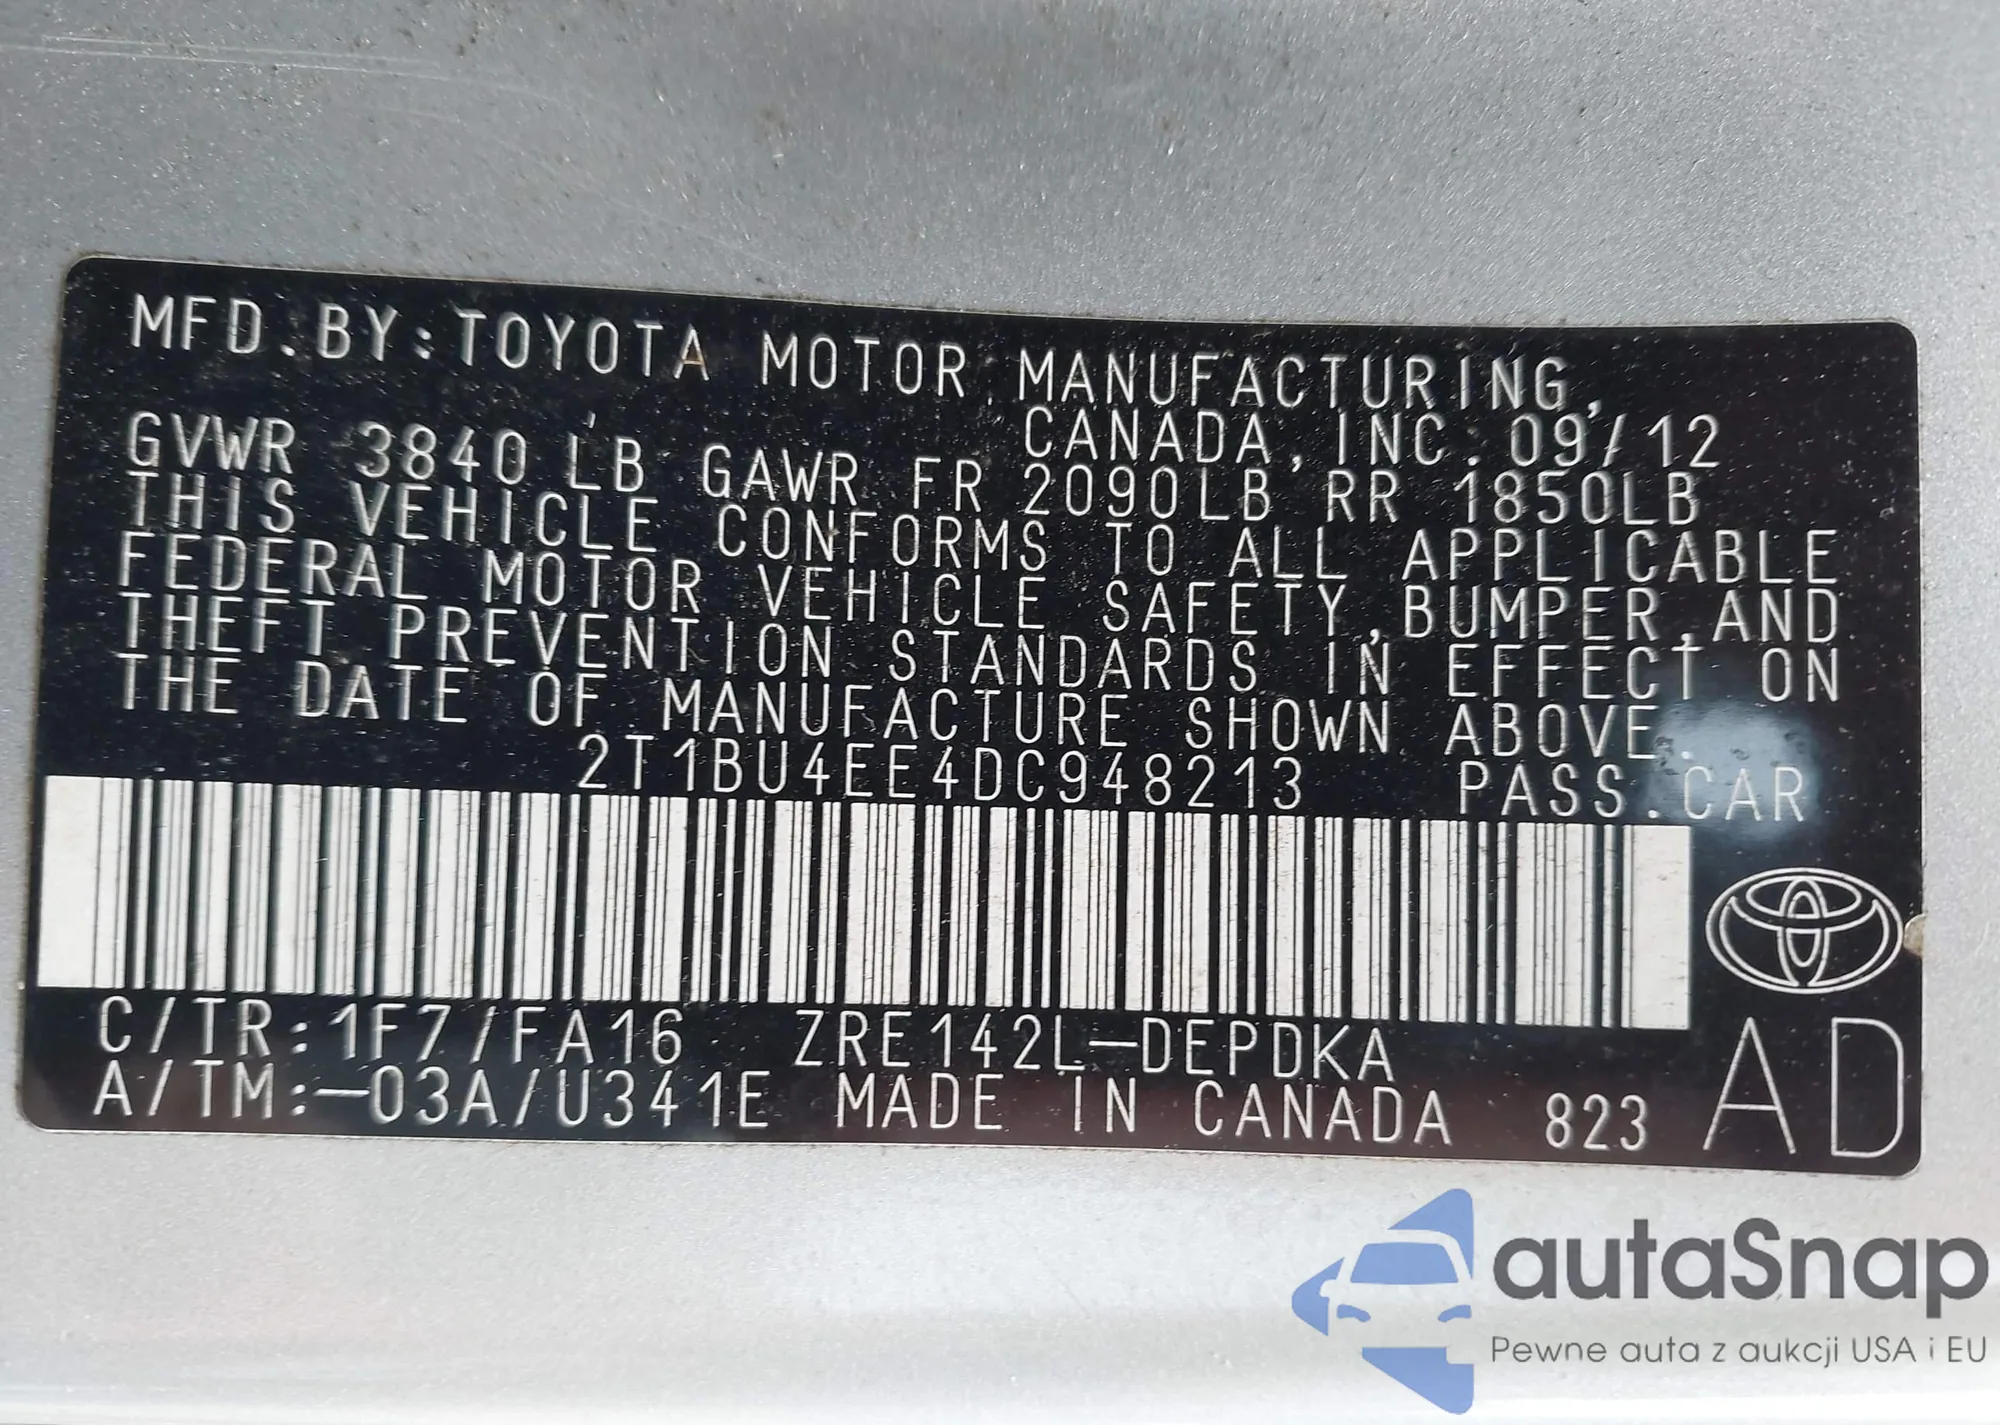 MFD.BY:TOYOTA MOTOR MANUFACTURING,
CANADA, INC. 09/12
GVWR 3840 LB GAWR FR 2090LB RR 1850LB
THIS VEHICLE CONFORMS TO ALL APPLICABLE
FEDERAL MOTOR VEHICLE SAFETY,BUMPER,AND
THEFT PREVENTION STANDARDS IN EFFECT ON
THE DATE OF MANUFACTURE SHOWN ABOVE.
2T1BU4EE4DC948213 PASS.CAR
C/TR:1F7/FA16 ZRE142L-DEPDKA
A/TM:-03A/U341E MADE IN CANADA 823
AD
autaSnap
Pewne auta z aukcji USA i EU